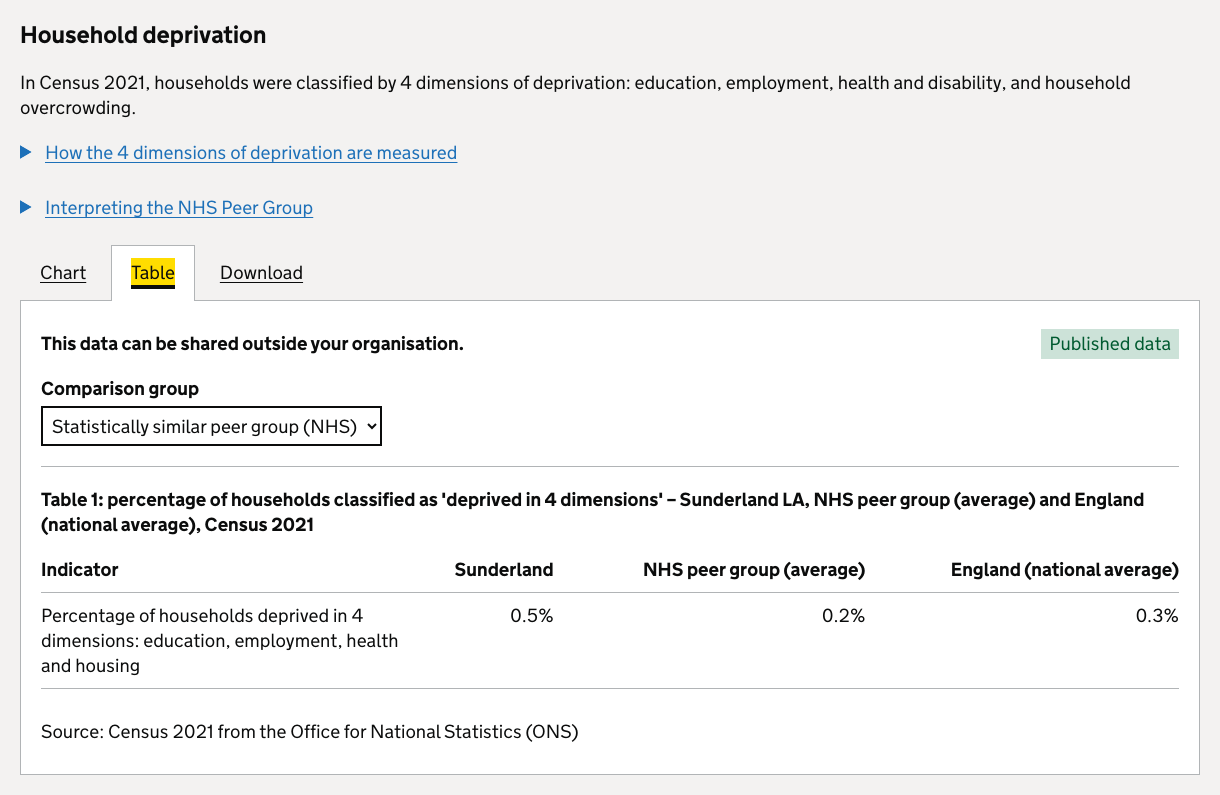 Household deprivation
In Census 2021, households were classified by 4 dimensions of deprivation: education, employment, health and disability, and household
overcrowding.
How the 4 dimensions of deprivation are measured
Interpreting the NHS Peer Group
Chart Table Download
This data can be shared outside your organisation. Published data
Comparison group
Statistically similar peer group (NHS)
Table 1: percentage of households classified as 'deprived in 4 dimensions' – Sunderland LA, NHS peer group (average) and England
(national average), Census 2021
Indicator Sunderland NHS peer group (average) England (national average)
Percentage of households deprived in 4 0.5% 0.2% 0.3%
dimensions: education, employment, health
and housing
Source: Census 2021 from the Office for National Statistics (ONS)